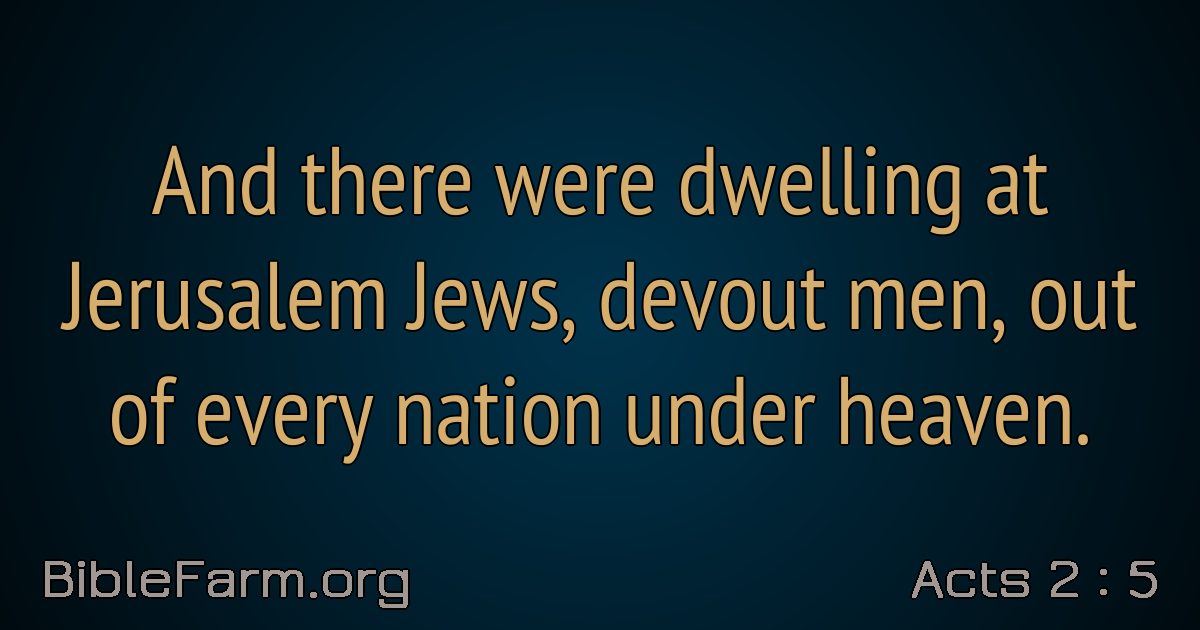 And there were dwelling at
Jerusalem Jews, devout men, out
of every nation under heaven.
BibleFarm.org
Acts 2 : 5